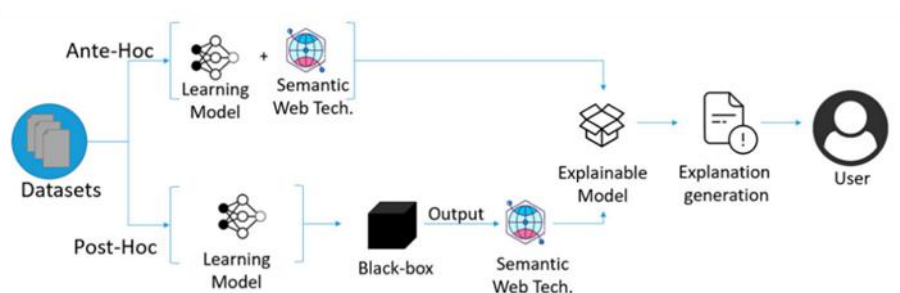 Ante-Hoc
+
Learning
Model
Semantic
Web Tech.
Datasets
Explainable
Model
Explanation
generation
User
Post-Hoc
Learning
Model
Black-box
Output
Semantic
Web Tech.